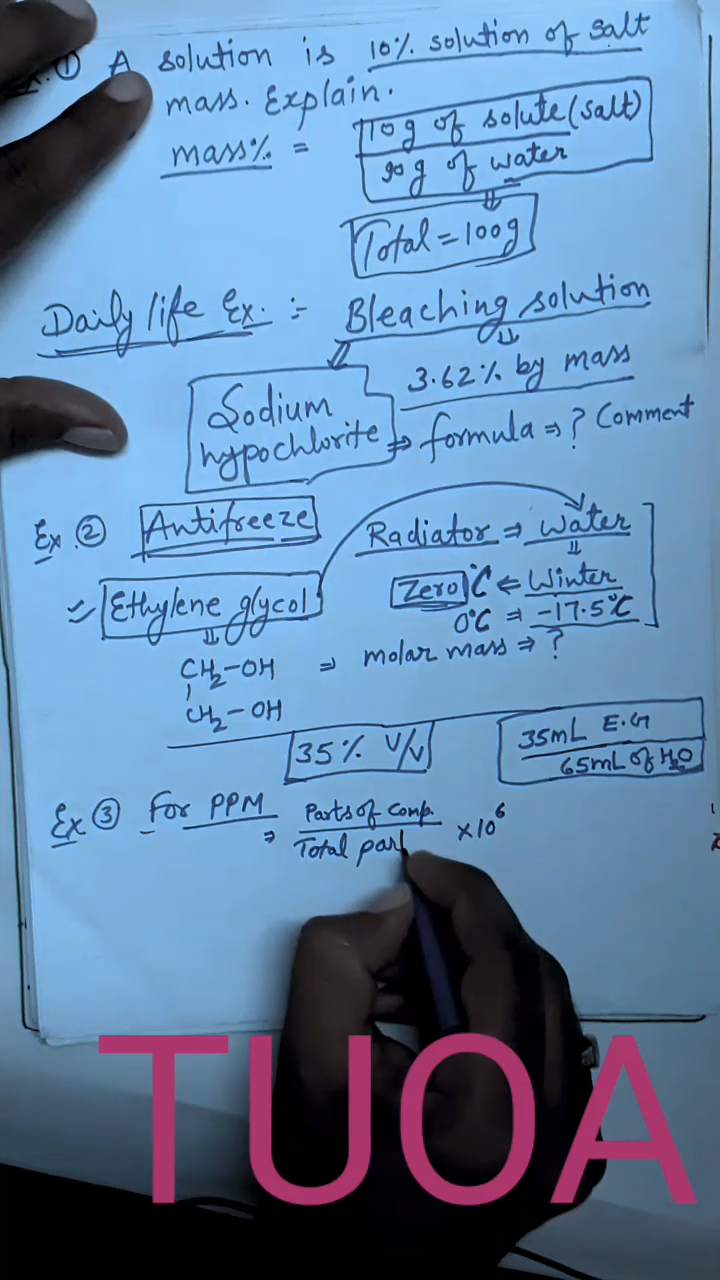 Ex. ① A solution is 10% solution of salt
mass. Explain.
mass% = 10g of solute (salt)
90g of water
⇓
Total = 100g
Daily life Ex. :- Bleaching solution
⇓
3.62% by mass
Sodium
hypochlorite ⇒ formula ⇒ ? Comment
Ex ② Antifreeze
Radiator ⇒ water
⇓
Zero °C ⇐ Winter
0°C ⇒ -17.5°C
Ethylene glycol
⇓
CH2-OH ⇒ molar mass ⇒ ?
CH2-OH
35% V/V
35mL E.G
65mL of H2O
Ex ③ For PPM ⇒ Parts of Comp. × 10⁶
Total part
TUOA